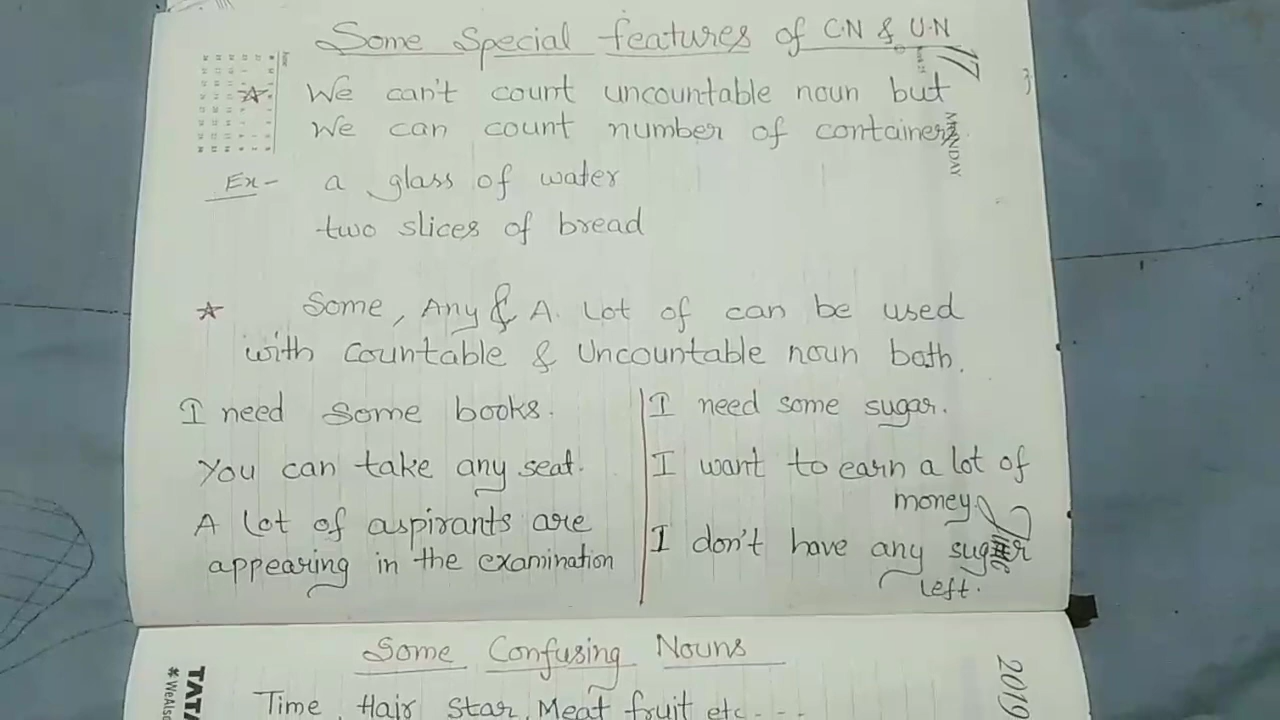 Some Special features of C.N & U.N
17
MONDAY
We can't count uncountable noun but
We can count number of containers
Ex- a glass of water
two slices of bread
Some, Any & A Lot of can be used
with Countable & Uncountable noun both.
I need some books.
You can take any seat.
A Lot of aspirants are
appearing in the examination
I need some sugar.
I want to earn a lot of
money.
I don't have any sugar
left.
Some Confusing Nouns
Time, Hair Star, Meat fruit etc----
2019
TATA